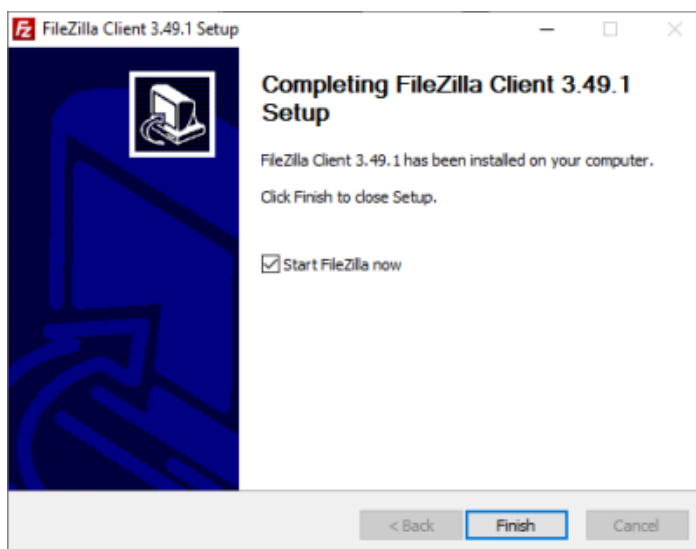 FileZilla Client 3.49.1 Setup
Completing FileZilla Client 3.49.1
Setup
FileZilla Client 3.49.1 has been installed on your computer.
Click Finish to close Setup.
Start FileZilla now
< Back Finish Cancel